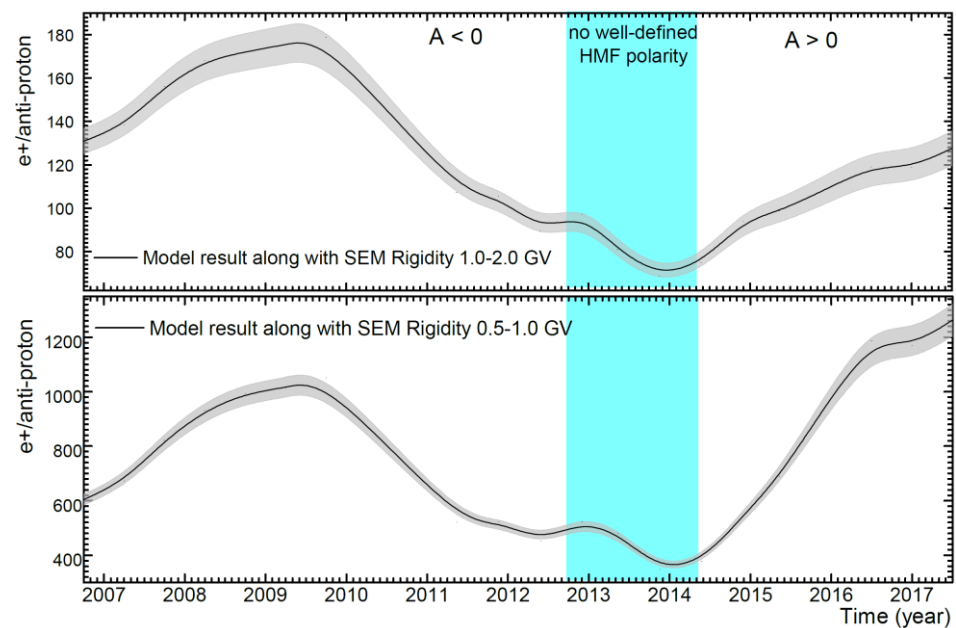 180
160
140
120
100
80
e+/anti-proton
A < 0
no well-defined
HMF polarity
A > 0
Model result along with SEM Rigidity 1.0-2.0 GV
Model result along with SEM Rigidity 0.5-1.0 GV
1200
1000
800
600
400
e+/anti-proton
2007 2008 2009 2010 2011 2012 2013 2014 2015 2016 2017
Time (year)